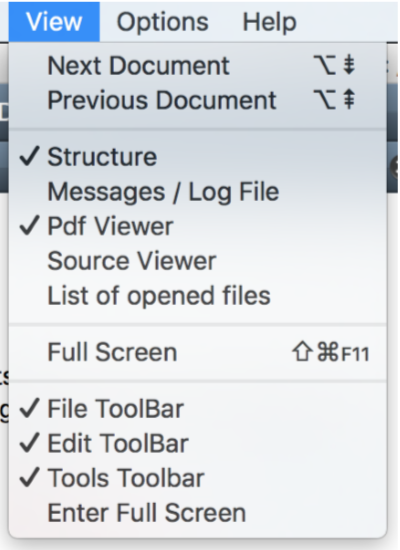 View Options Help
Next Document ⌥⇟
Previous Document ⌥⇞
✓ Structure
Messages / Log File
✓ Pdf Viewer
Source Viewer
List of opened files
Full Screen ⇧⌘F11
✓ File ToolBar
✓ Edit ToolBar
✓ Tools Toolbar
Enter Full Screen